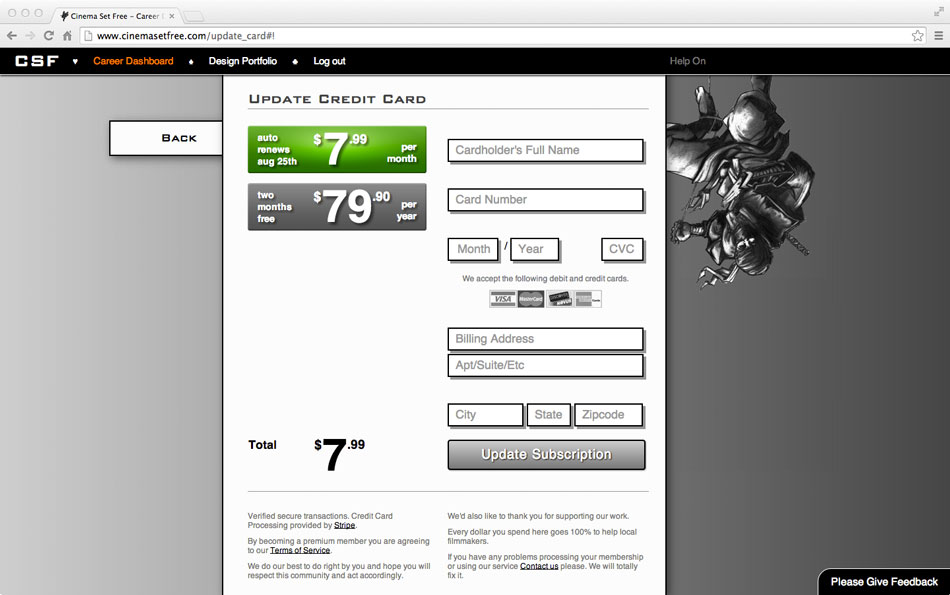 Cinema Set Free – Career C
www.cinemasetfree.com/update_card#!
CSF
Career Dashboard
Design Portfolio
Log out
Help On
Update Credit Card
Back
auto
renews
aug 25th
$7.99
per
month
two
months
free
$79.90
per
year
Cardholder's Full Name
Card Number
Month / Year
CVC
We accept the following debit and credit cards.
VISA
MasterCard
Billing Address
Apt/Suite/Etc
City
State
Zipcode
Total
$7.99
Update Subscription
Verified secure transactions. Credit Card
Processing provided by Stripe.
By becoming a premium member you are agreeing
to our Terms of Service.
We do our best to do right by you and hope you will
respect this community and act accordingly.
We'd also like to thank you for supporting our work.
Every dollar you spend here goes 100% to help local
filmmakers.
If you have any problems processing your membership
or using our service Contact us please. We will totally
fix it.
Please Give Feedback